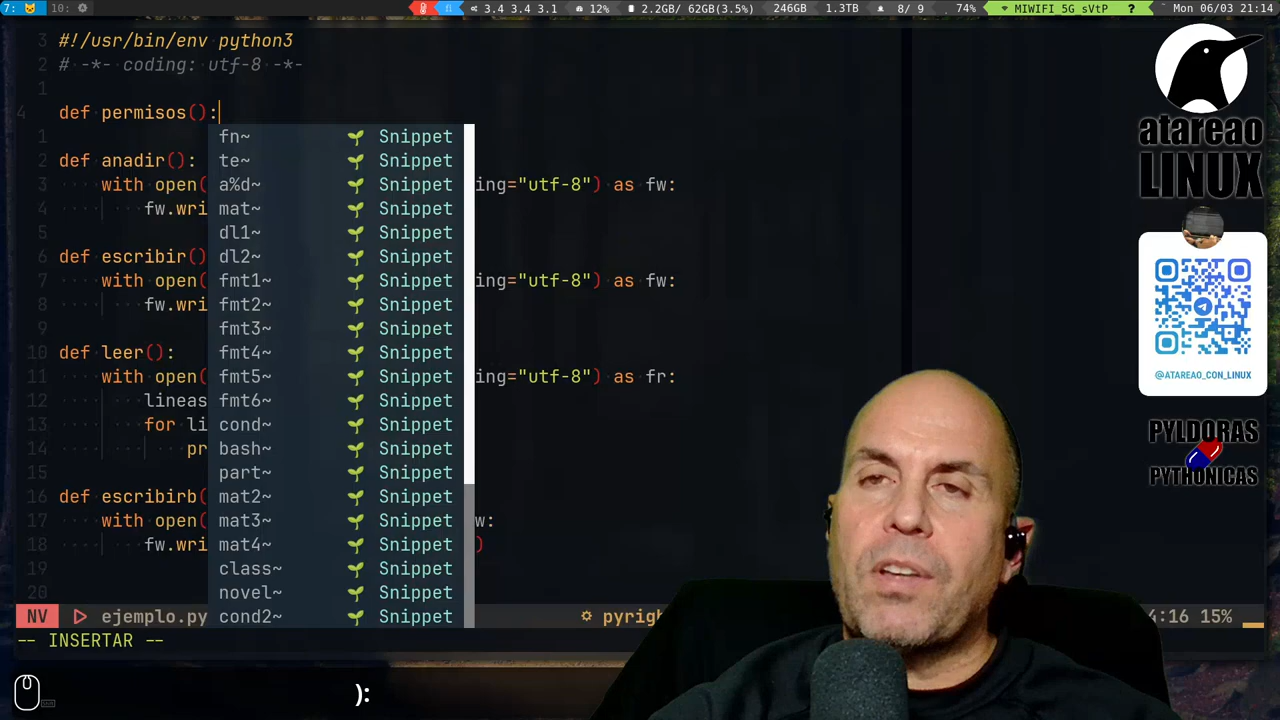 7: 10: 3.4 3.4 3.1 12% 2.2GB/ 62GB(3.5%) 246GB 1.3TB 8/ 9 74% MIWIFI_5G_sVtP ? Mon 06/03 21:14
3 #!/usr/bin/env python3
2 # -*- coding: utf-8 -*-
1
4 def permisos():
fn~ Snippet
1 te~ Snippet
2 def anadir(): a%d~ Snippet
3 with open( mat~ Snippet ing="utf-8") as fw:
4 fw.wri dl1~ Snippet
5 dl2~ Snippet
6 def escribir() fmt1~ Snippet
7 with open( fmt2~ Snippet ing="utf-8") as fw:
8 fw.wri fmt3~ Snippet
9 fmt4~ Snippet
10 def leer(): fmt5~ Snippet
11 with open( fmt6~ Snippet ing="utf-8") as fr:
12 lineas cond~ Snippet
13 for li bash~ Snippet
14 pr part~ Snippet
15 mat2~ Snippet
16 def escribirb( mat3~ Snippet
17 with open( mat4~ Snippet w:
18 fw.wri class~ Snippet )
19 novel~ Snippet
20 cond2~ Snippet
NV ejemplo.py pyrigh 4:16 15%
-- INSERTAR --
):
atareao
LINUX
@ATAREAO_CON_LINUX
PYLDORAS
PYTHONICAS